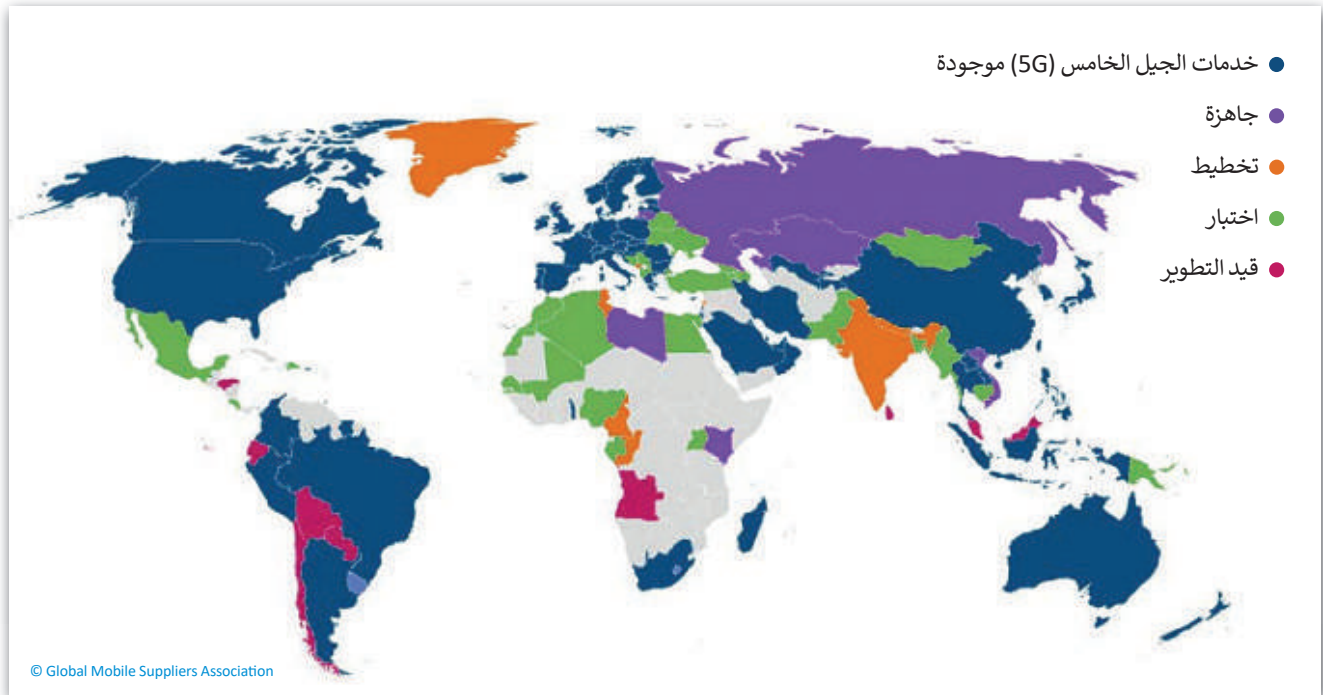 خدمات الجيل الخامس (5G) موجودة
جاهزة
تخطيط
اختبار
قيد التطوير
© Global Mobile Suppliers Association